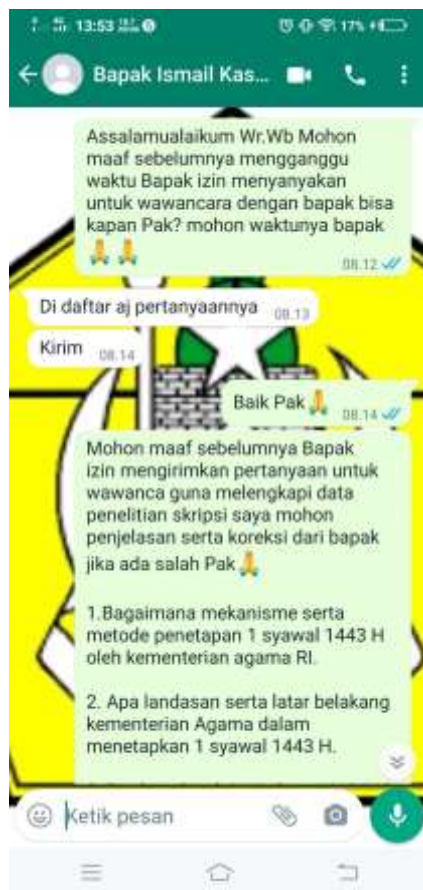 13:53
17%
Bapak Ismail Kas...
Assalamualaikum Wr.Wb Mohon
maaf sebelumnya mengganggu
waktu Bapak izin menyanyakan
untuk wawancara dengan bapak bisa
kapan Pak? mohon waktunya bapak
08.12
Di daftar aj pertanyaannya
08.13
Kirim
08.14
Baik Pak
08.14
Mohon maaf sebelumnya Bapak
izin mengirimkan pertanyaan untuk
wawanca guna melengkapi data
penelitian skripsi saya mohon
penjelasan serta koreksi dari bapak
jika ada salah Pak
1.Bagaimana mekanisme serta
metode penetapan 1 syawal 1443 H
oleh kementerian agama RI.
2. Apa landasan serta latar belakang
kementerian Agama dalam
menetapkan 1 syawal 1443 H.
Ketik pesan